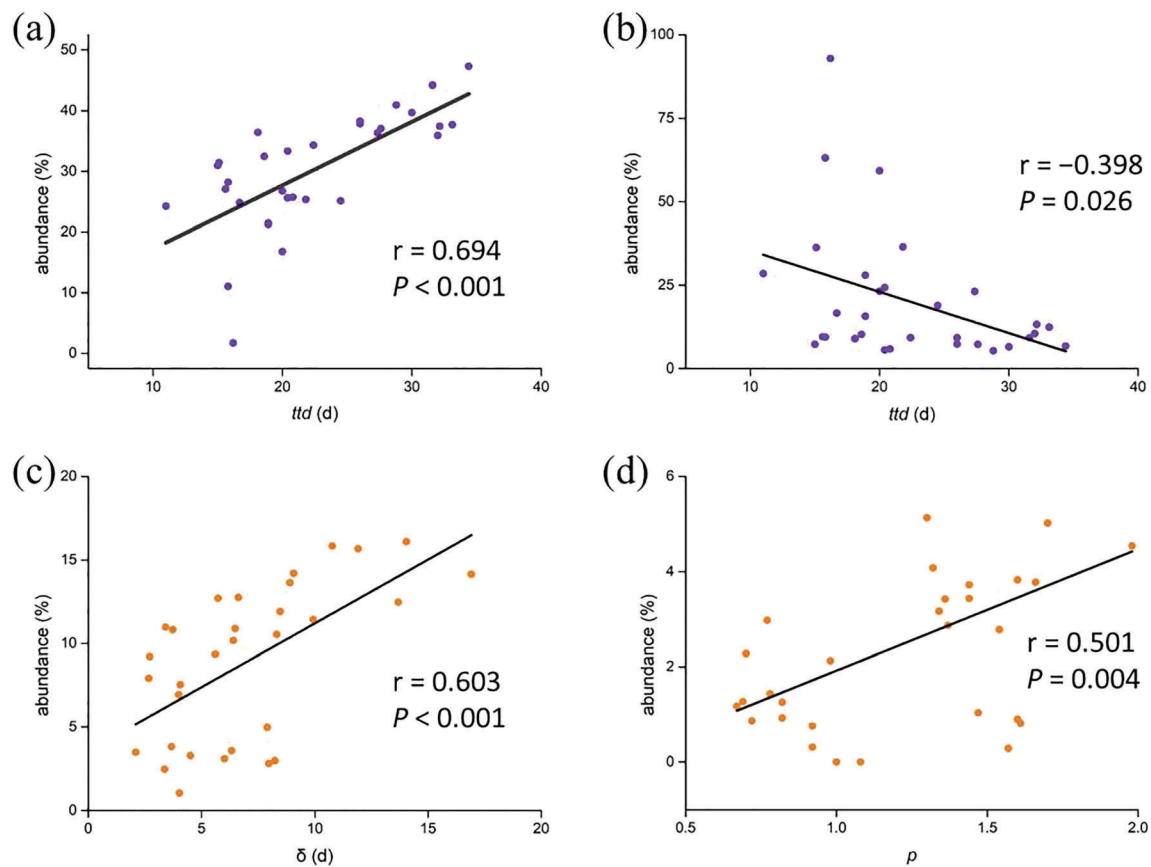 (a)
50
40
30
20
10
0
abundance (%)
r = 0.694
P < 0.001
10 20 30 40
ttd (d)
(b)
100
75
50
25
0
abundance (%)
r = −0.398
P = 0.026
10 20 30 40
ttd (d)
(c)
20
15
10
5
0
abundance (%)
r = 0.603
P < 0.001
0 5 10 15 20
δ (d)
(d)
6
4
2
0
abundance (%)
r = 0.501
P = 0.004
0.5 1.0 1.5 2.0
p